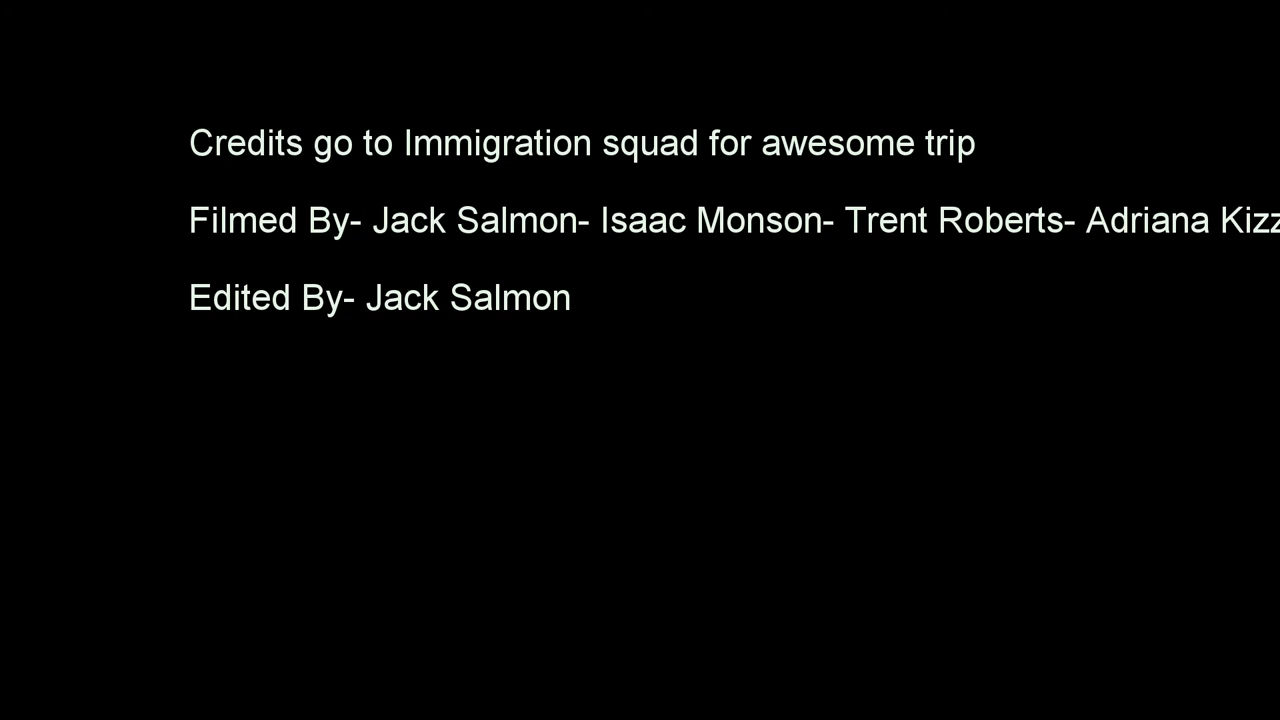 Credits go to Immigration squad for awesome trip
Filmed By- Jack Salmon- Isaac Monson- Trent Roberts- Adriana Kizz
Edited By- Jack Salmon